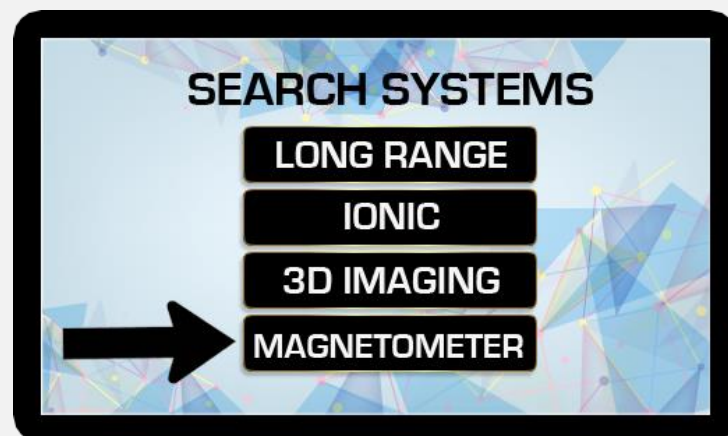 SEARCH SYSTEMS
LONG RANGE
IONIC
3D IMAGING
MAGNETOMETER